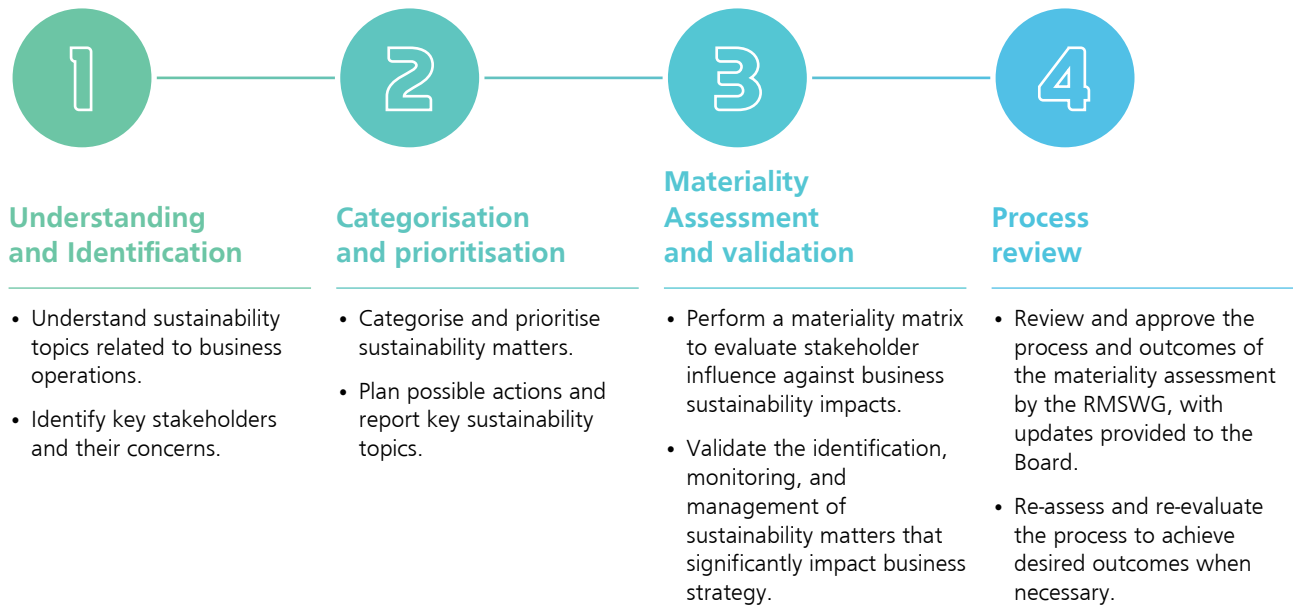 1
Understanding
and Identification
• Understand sustainability
topics related to business
operations.
• Identify key stakeholders
and their concerns.
2
Categorisation
and prioritisation
• Categorise and prioritise
sustainability matters.
• Plan possible actions and
report key sustainability
topics.
3
Materiality
Assessment
and validation
• Perform a materiality matrix
to evaluate stakeholder
influence against business
sustainability impacts.
• Validate the identification,
monitoring, and
management of
sustainability matters that
significantly impact business
strategy.
4
Process
review
• Review and approve the
process and outcomes of
the materiality assessment
by the RMSWG, with
updates provided to the
Board.
• Re-assess and re-evaluate
the process to achieve
desired outcomes when
necessary.